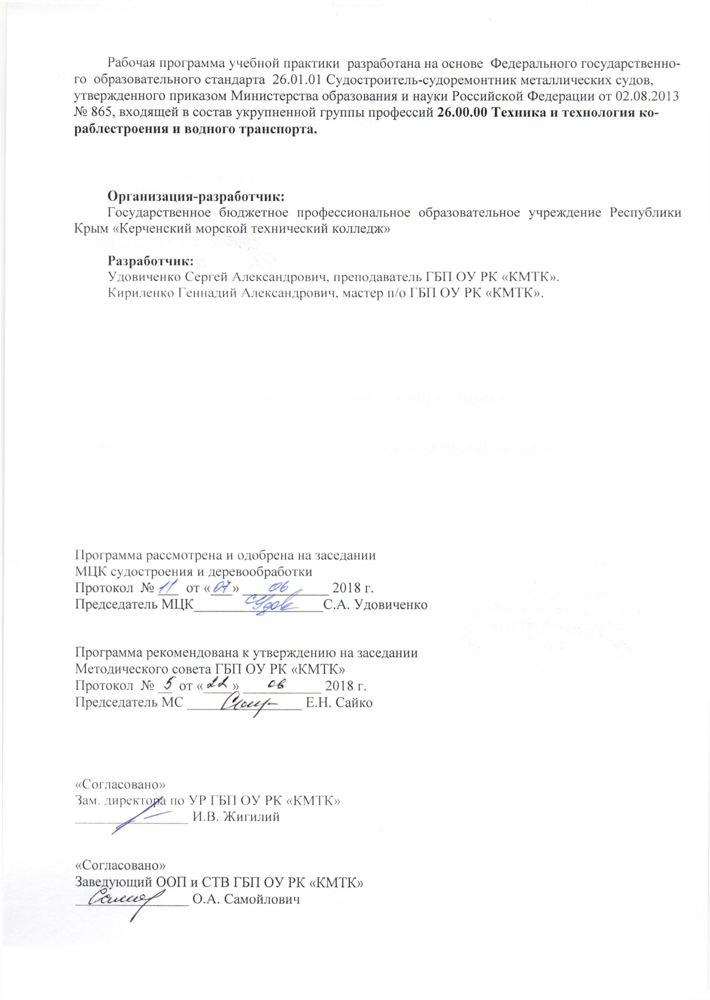 Рабочая программа учебной практики разработана на основе Федерального государственно-
го образовательного стандарта 26.01.01 Судостроитель-судоремонтник металлических судов,
утвержденного приказом Министерства образования и науки Российской Федерации от 02.08.2013
№ 865, входящей в состав укрупненной группы профессий 26.00.00 Техника и технология ко-
раблестроения и водного транспорта.
Организация-разработчик:
Государственное бюджетное профессиональное образовательное учреждение Республики
Крым «Керченский морской технический колледж»
Разработчик:
Удовиченко Сергей Александрович, преподаватель ГБП ОУ РК «КМТК».
Кириленко Геннадий Александрович, мастер п/о ГБП ОУ РК «КМТК».
Программа рассмотрена и одобрена на заседании
МЦК судостроения и деревообработки
Протокол № 11 от «07» 06 2018 г.
Председатель МЦК С.А. Удовиченко
Программа рекомендована к утверждению на заседании
Методического совета ГБП ОУ РК «КМТК»
Протокол № 5 от «22» 06 2018 г.
Председатель МС Е.Н. Сайко
«Согласовано»
Зам. директора по УР ГБП ОУ РК «КМТК»
И.В. Жигилий
«Согласовано»
Заведующий ООП и СТВ ГБП ОУ РК «КМТК»
О.А. Самойлович